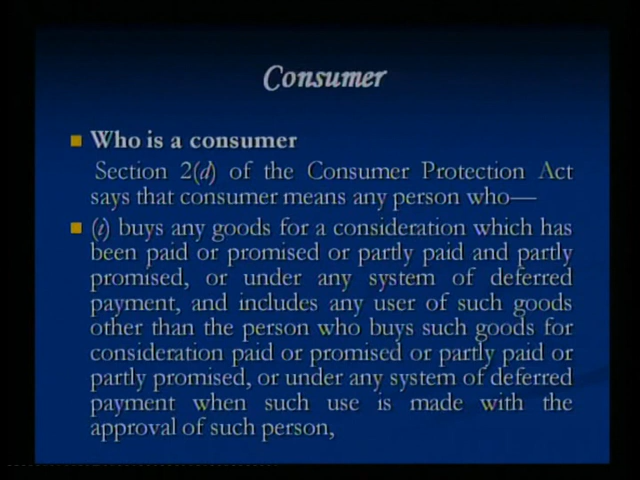 Consumer
Who is a consumer
Section 2(d) of the Consumer Protection Act
says that consumer means any person who—
(i) buys any goods for a consideration which has
been paid or promised or partly paid and partly
promised, or under any system of deferred
payment, and includes any user of such goods
other than the person who buys such goods for
consideration paid or promised or partly paid or
partly promised, or under any system of deferred
payment when such use is made with the
approval of such person,